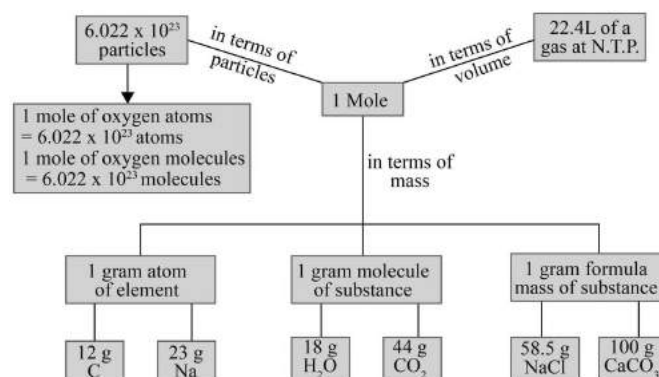 6.022 x 10²³
particles
in terms of
particles
in terms of
volume
22.4L of a
gas at N.T.P.
1 Mole
1 mole of oxygen atoms
= 6.022 x 10²³ atoms
1 mole of oxygen molecules
= 6.022 x 10²³ molecules
in terms of
mass
1 gram atom
of element
1 gram molecule
of substance
1 gram formula
mass of substance
12 g
C
23 g
Na
18 g
H₂O
44 g
CO₂
58.5 g
NaCl
100 g
CaCO₃